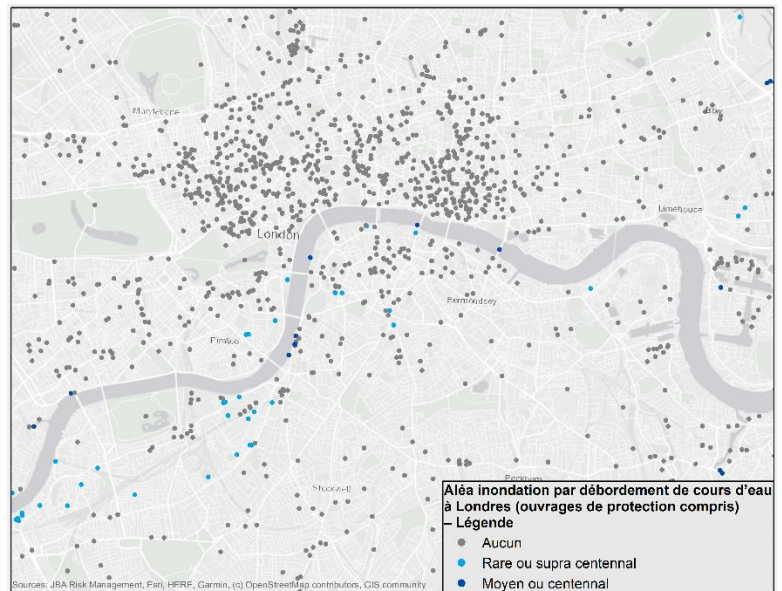 Marylebone
Bow
Limehouse
London
Bermondsey
Pimlico
Stockwell
Peckham
Aléa inondation par débordement de cours d'eau
à Londres (ouvrages de protection compris)
– Légende
Aucun
Rare ou supra centennal
Moyen ou centennal
Sources: JBA Risk Management, Esri, HERE, Garmin, (c) OpenStreetMap contributors, GIS community